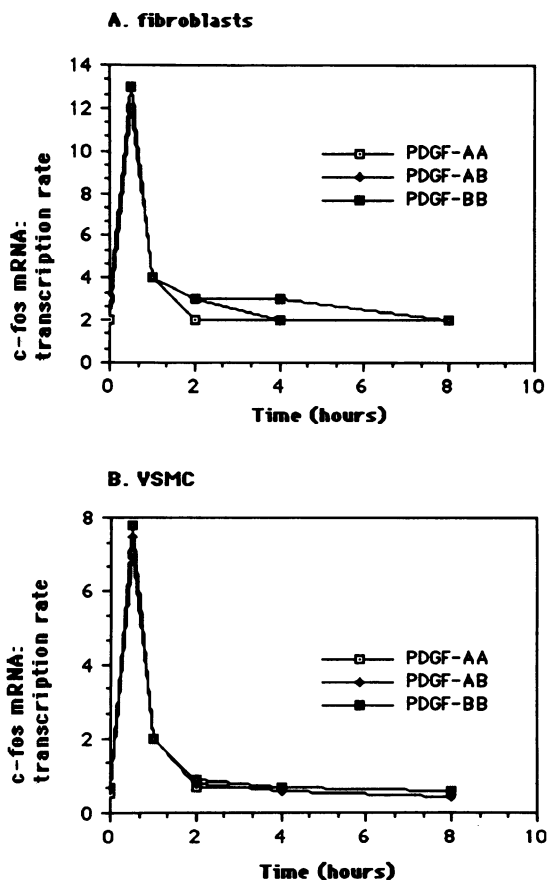 A. fibroblasts
14
12
10
8
6
4
2
0
c-fos mRNA:
transcription rate
PDGF-AA
PDGF-AB
PDGF-BB
0 2 4 6 8 10
Time (hours)
B. VSMC
8
6
4
2
0
c-fos mRNA:
transcription rate
PDGF-AA
PDGF-AB
PDGF-BB
0 2 4 6 8 10
Time (hours)